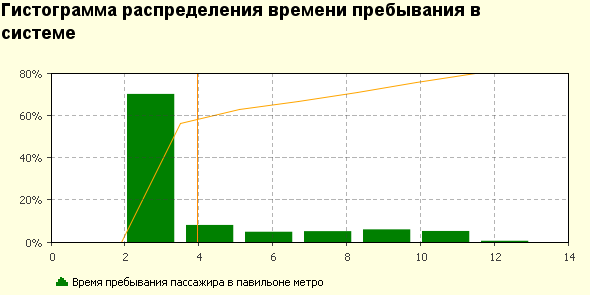 Гистограмма распределения времени пребывания в
системе
80%
60%
40%
20%
0%
0 2 4 6 8 10 12 14
Время пребывания пассажира в павильоне метро